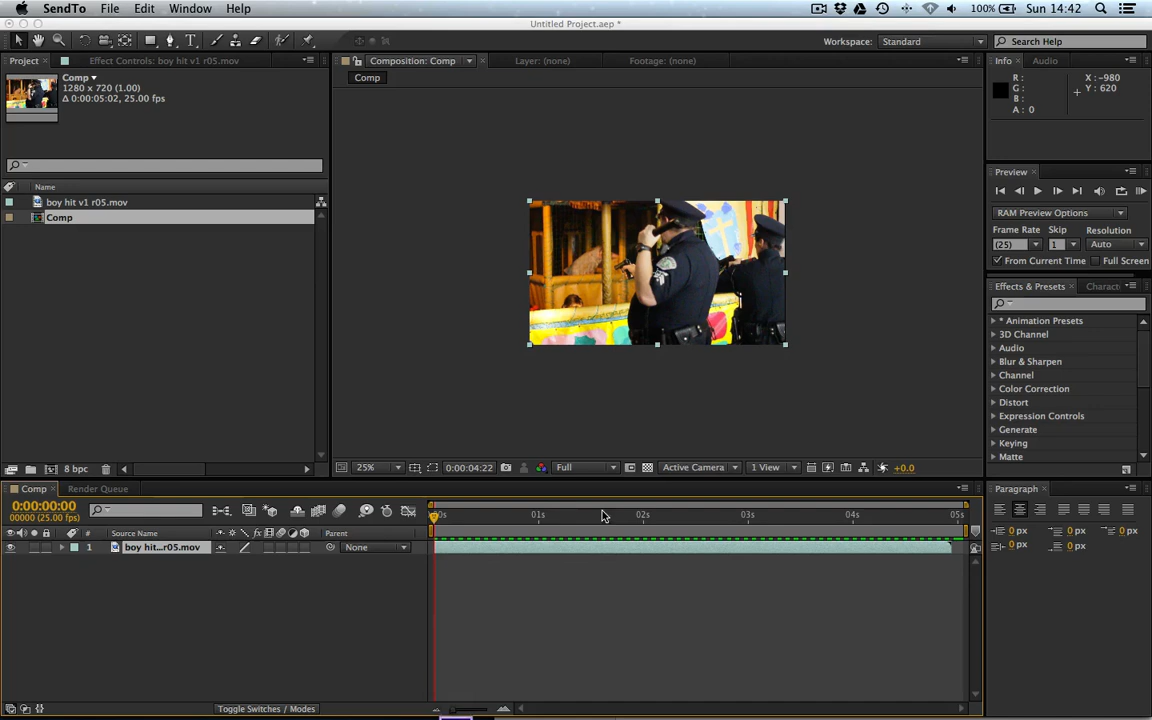 SendTo File Edit Window Help 100% Sun 14:42
Untitled Project.aep *
Workspace: Standard Search Help
Project Effect Controls: boy hit v1 r05.mov Composition: Comp Layer: (none) Footage: (none) Info Audio
Comp
1280 x 720 (1.00)
Δ 0:00:05:02, 25.00 fps
Comp
R:
G:
B:
A: 0
X: -980
Y: 620
Name
boy hit v1 r05.mov
Comp
Preview
RAM Preview Options
Frame Rate Skip Resolution
(25) 1 Auto
From Current Time Full Screen
Effects & Presets Charact
* Animation Presets
3D Channel
Audio
Blur & Sharpen
Channel
Color Correction
Distort
Expression Controls
Generate
Keying
Matte
8 bpc
25% 0:00:04:22 Full Active Camera 1 View +0.0
Comp Render Queue
0:00:00:00
00000 (25.00 fps)
00s 01s 02s 03s 04s 05s
# Source Name Parent
1 boy hit...r05.mov None
Paragraph
0 px 0 px 0 px
0 px 0 px
Toggle Switches / Modes